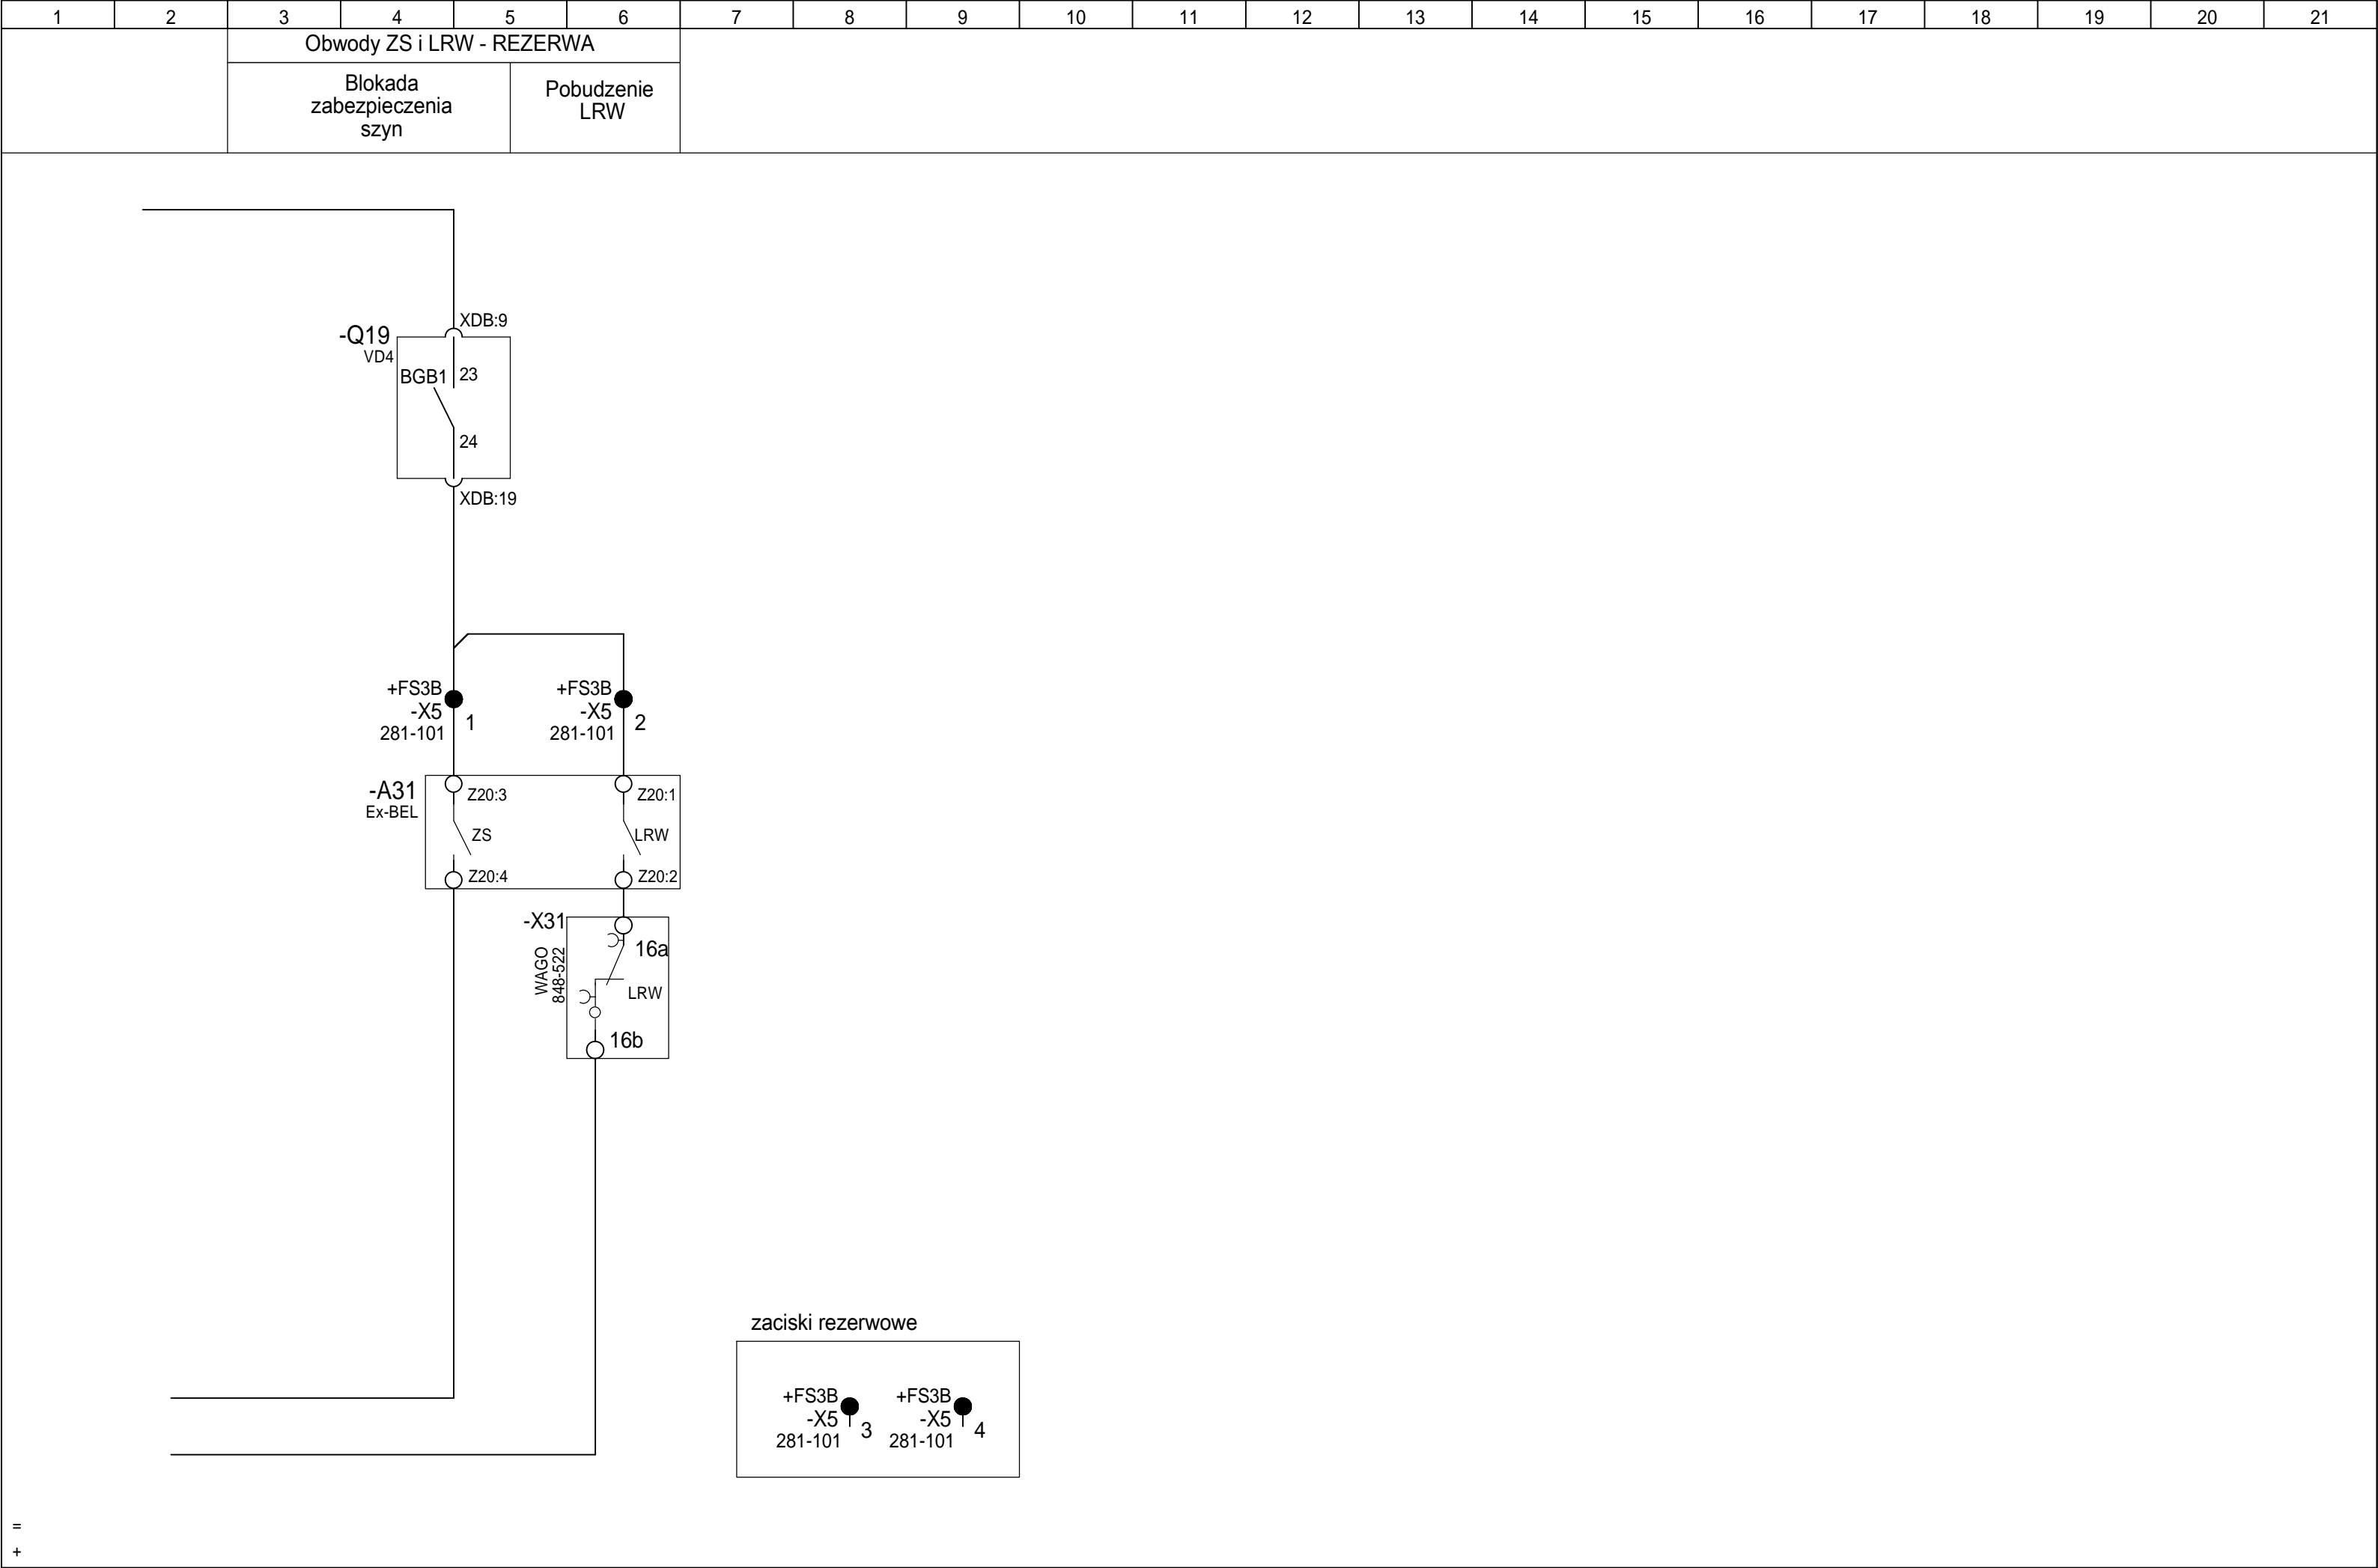 1 2 3 4 5 6 7 8 9 10 11 12 13 14 15 16 17 18 19 20 21
Obwody ZS i LRW - REZERWA
Blokada
zabezpieczenia
szyn
Pobudzenie
LRW
XDB:9
-Q19
VD4
BGB1
23
24
XDB:19
+FS3B
-X5
281-101
1
+FS3B
-X5
281-101
2
-A31
Ex-BEL
Z20:3
ZS
Z20:4
Z20:1
LRW
Z20:2
-X31
WAGO
848-522
16a
LRW
16b
zaciski rezerwowe
+FS3B
-X5
281-101
3
+FS3B
-X5
281-101
4
=
+